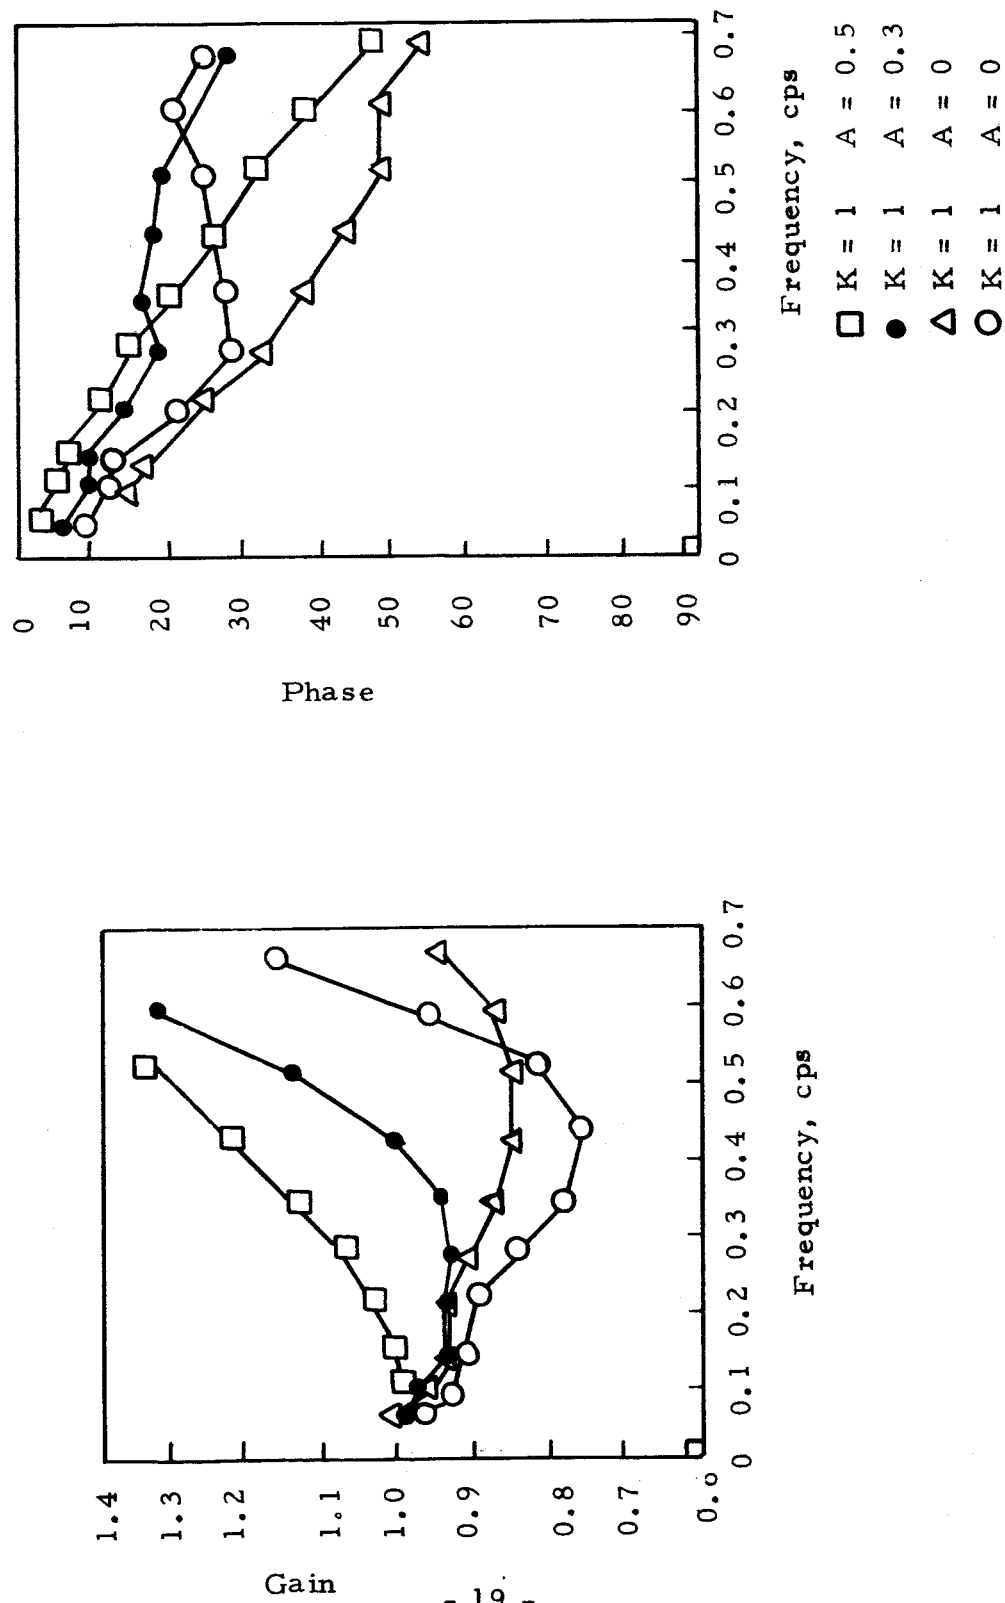 1.4
1.3
1.2
1.1
1.0
0.9
0.8
0.7
0.6
Gain
0 0.1 0.2 0.3 0.4 0.5 0.6 0.7
Frequency, cps
0
10
20
30
40
50
60
70
80
90
Phase
0 0.1 0.2 0.3 0.4 0.5 0.6 0.7
Frequency, cps
K = 1 A = 0.5
K = 1 A = 0.3
K = 1 A = 0
K = 1 A = 0
- 19 -